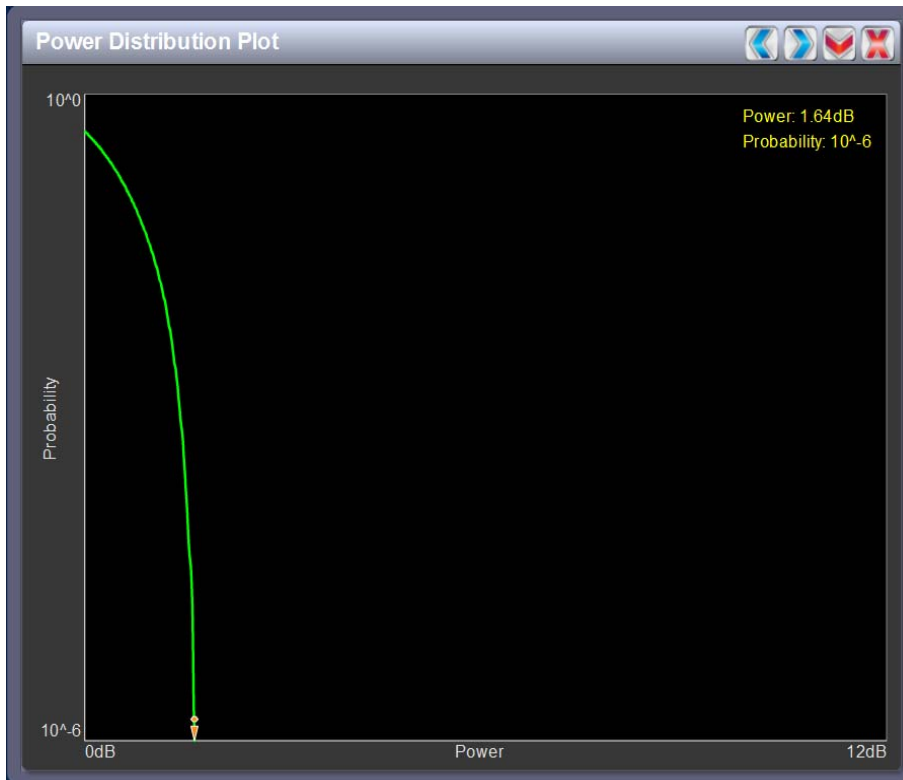 Power Distribution Plot
10^0
Power: 1.64dB
Probability: 10^-6
Probability
10^-6
0dB
Power
12dB